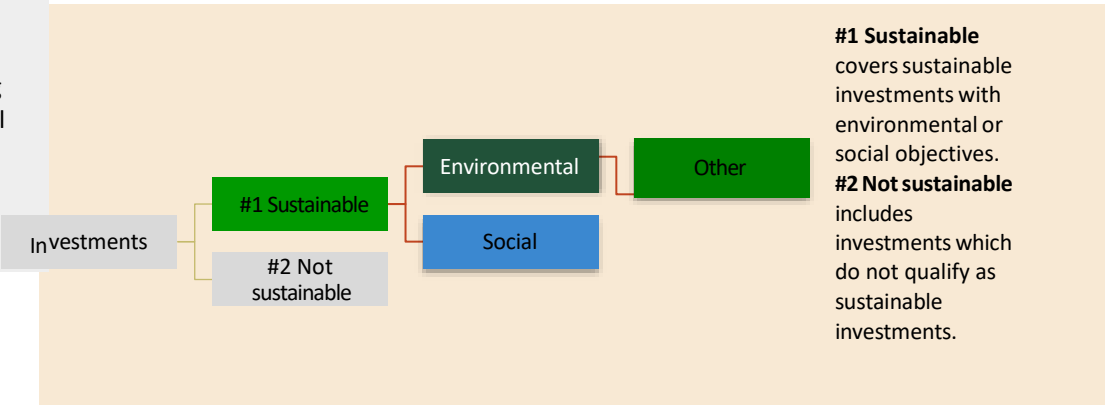 Investments
#1 Sustainable
#2 Not
sustainable
Environmental
Social
Other
#1 Sustainable
covers sustainable
investments with
environmental or
social objectives.
#2 Not sustainable
includes
investments which
do not qualify as
sustainable
investments.